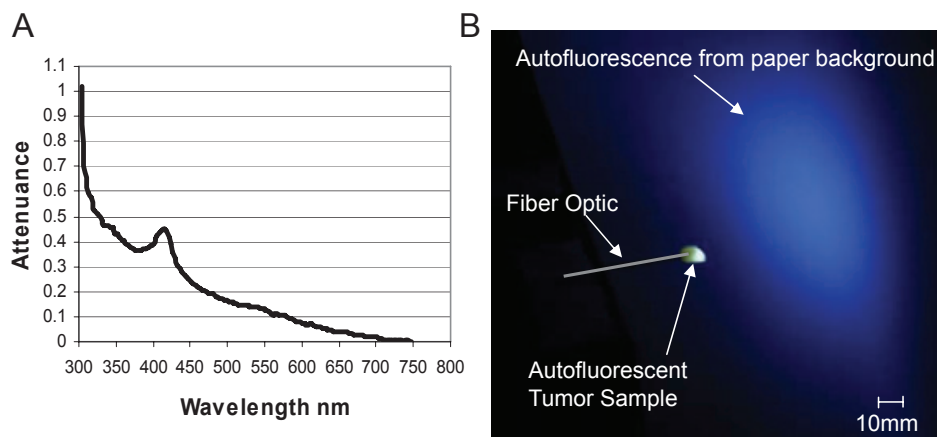 A
1.1
1
0.9
0.8
0.7
0.6
0.5
0.4
0.3
0.2
0.1
0
Attenuance
300 350 400 450 500 550 600 650 700 750 800
Wavelength nm
B
Autofluorescence from paper background
Fiber Optic
Autofluorescent
Tumor Sample
10mm